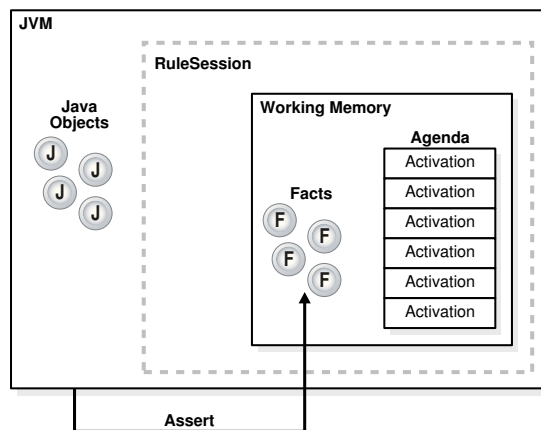 JVM
RuleSession
Working Memory
Java
Objects
J
J
J
J
Agenda
Activation
Activation
Activation
Activation
Activation
Activation
Facts
F
F
F
F
Assert